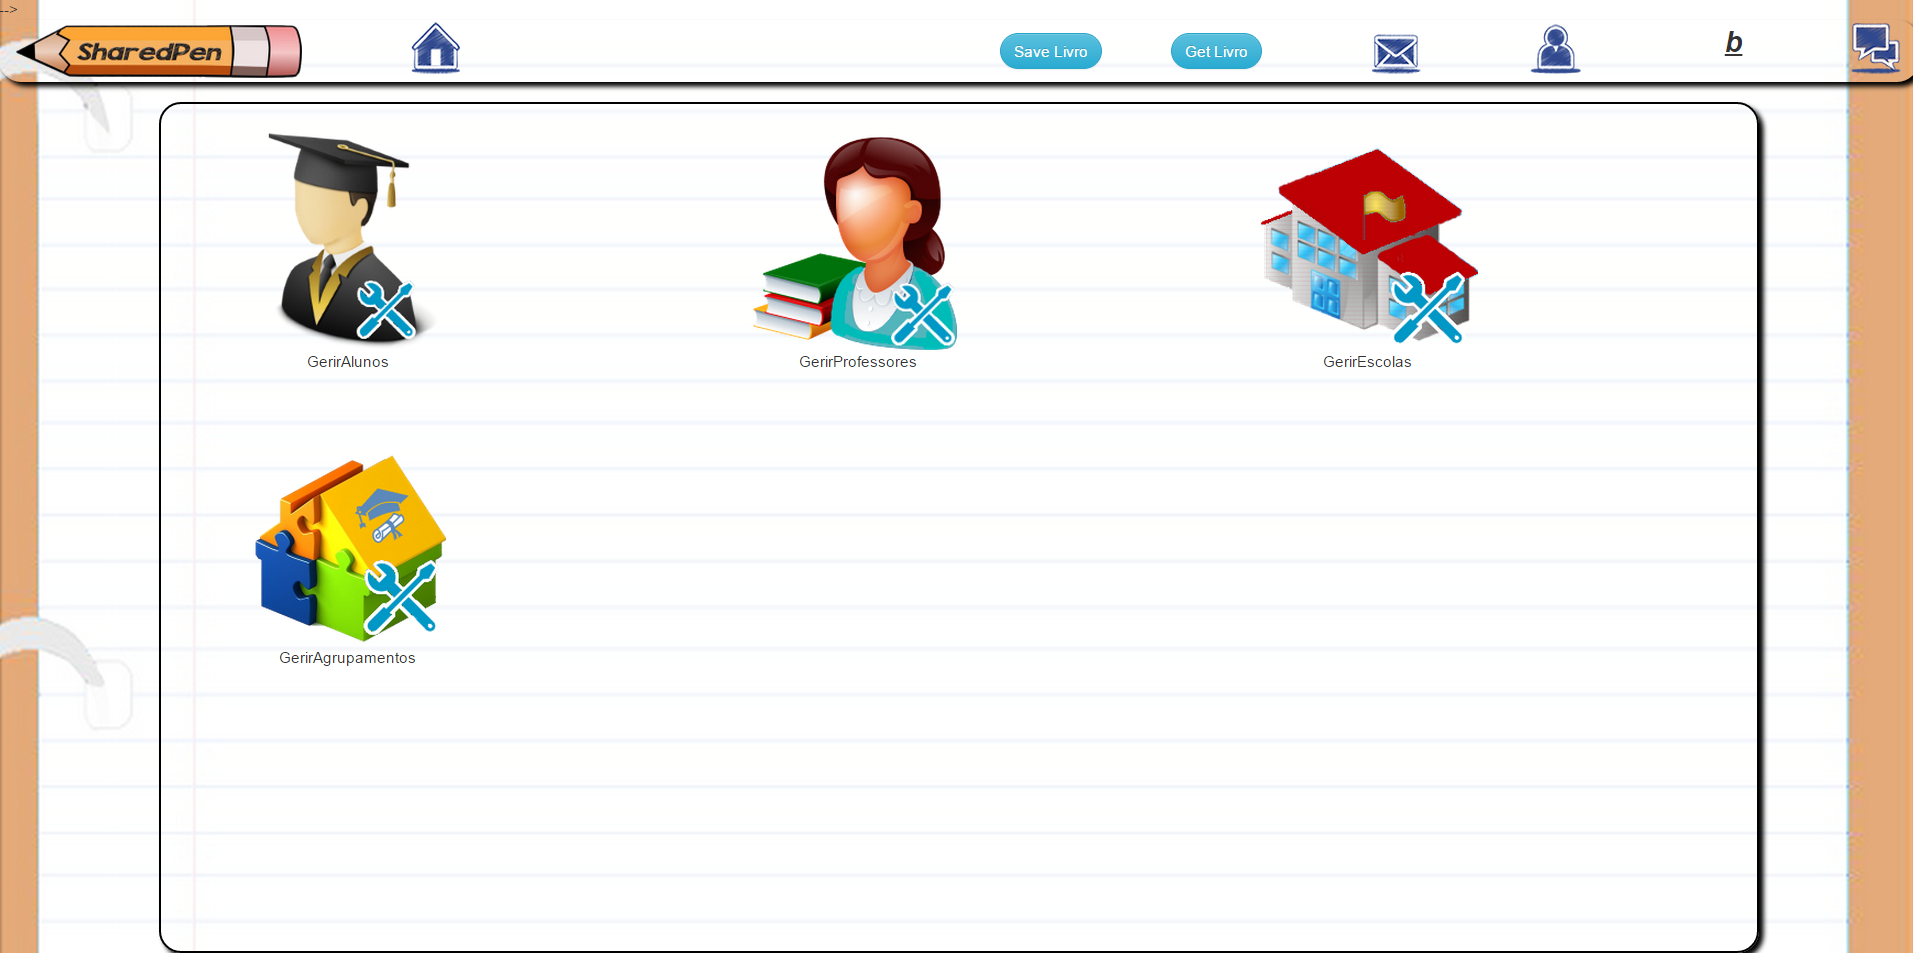 -->
SharedPen
Save Livro
Get Livro
b
GerirAlunos
GerirProfessores
GerirEscolas
GerirAgrupamentos